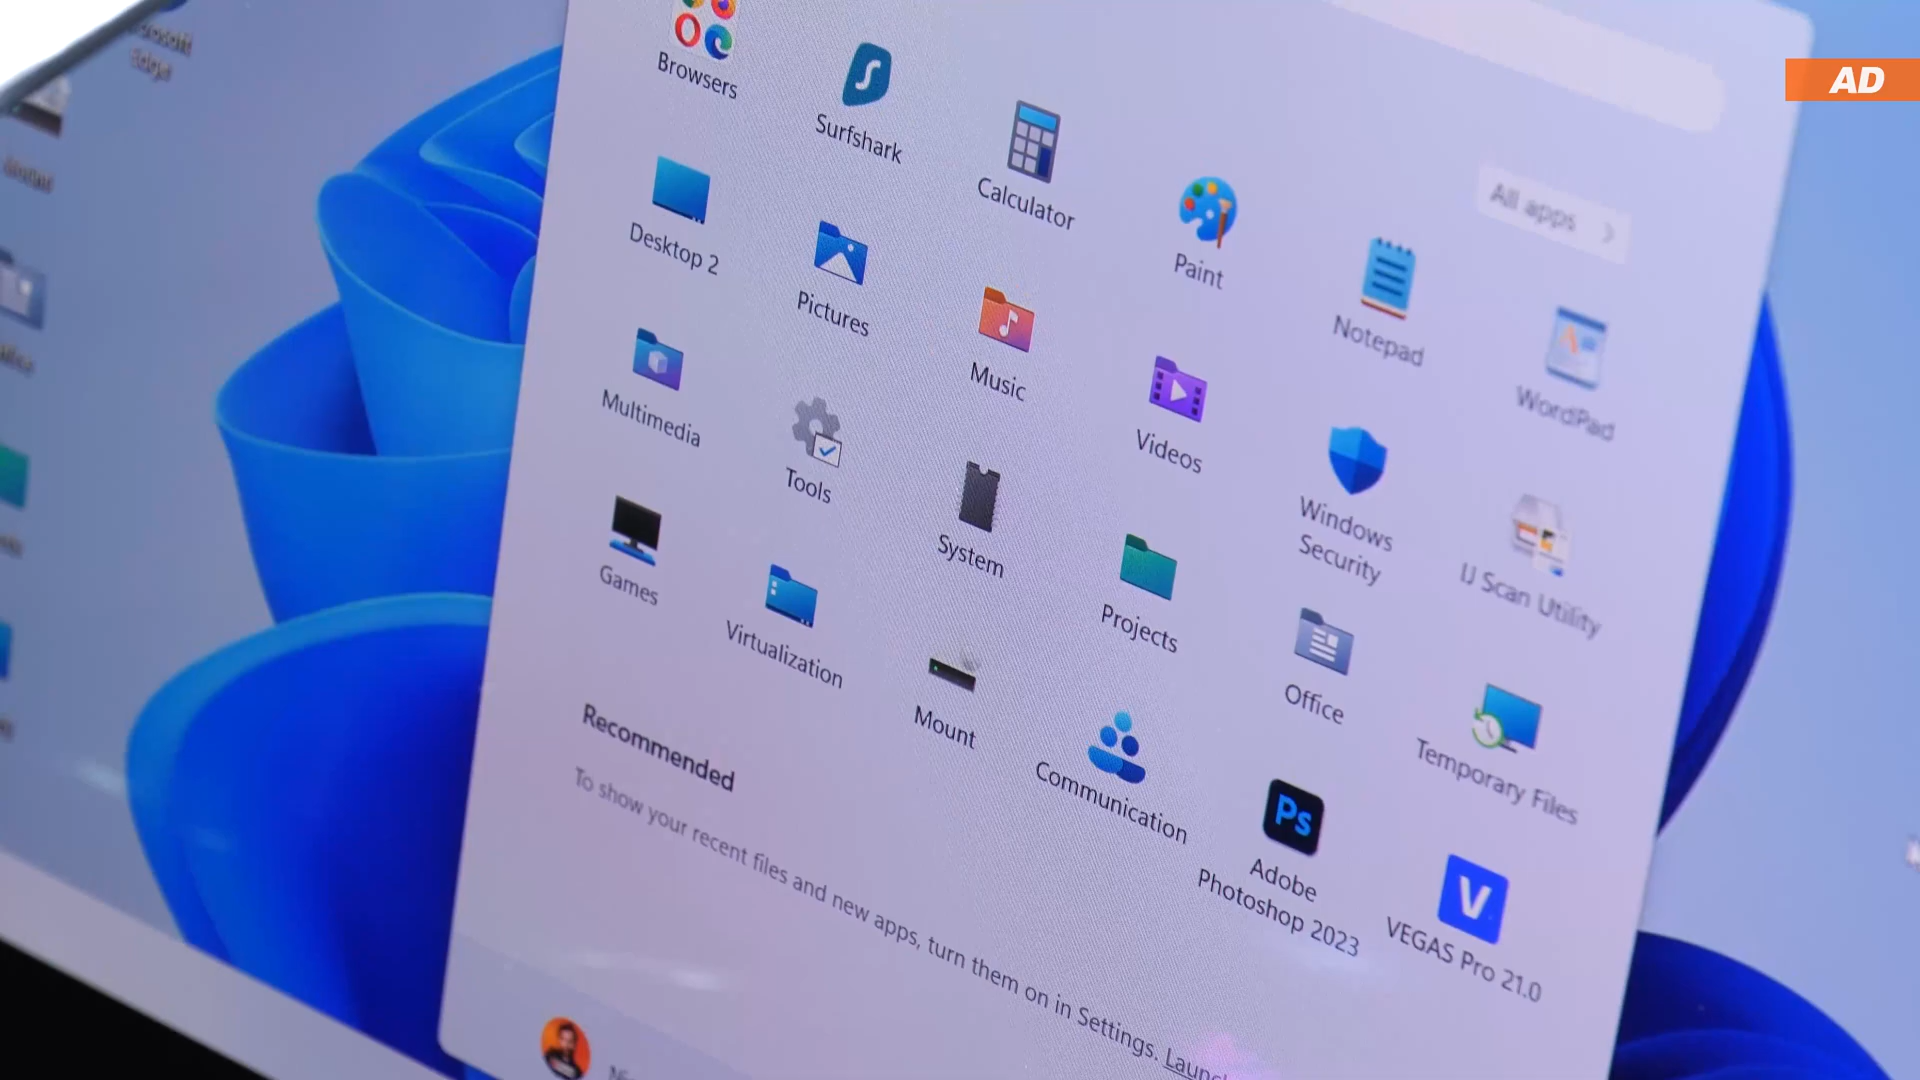 Edge
AD
Browsers
Surfshark
Calculator
Paint
Notepad
WordPad
All apps
Desktop 2
Pictures
Music
Videos
Windows
Security
IJ Scan Utility
Multimedia
Tools
System
Projects
Office
Temporary Files
Games
Virtualization
Mount
Communication
Ps
Adobe
Photoshop 2023
V
VEGAS Pro 21.0
Recommended
To show your recent files and new apps, turn them on in Settings.